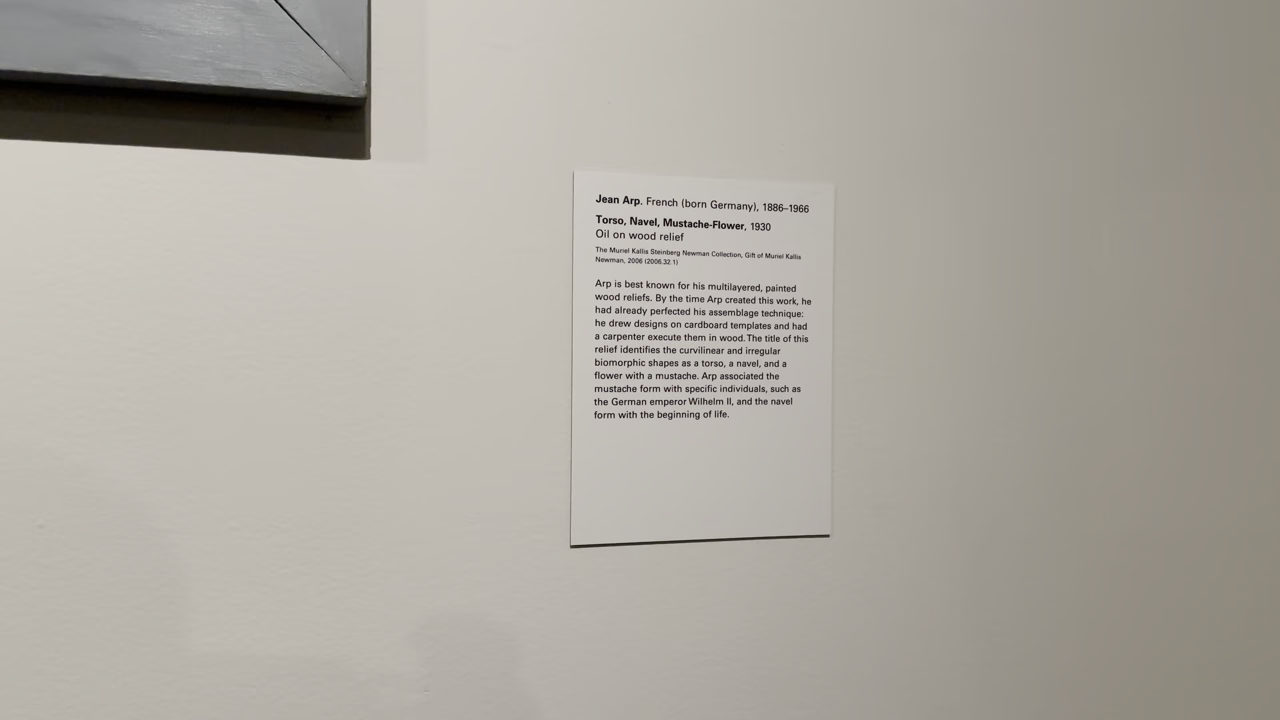 Jean Arp. French (born Germany), 1886–1966
Torso, Navel, Mustache-Flower, 1930
Oil on wood relief
The Muriel Kallis Steinberg Newman Collection, Gift of Muriel Kallis
Newman, 2006 (2006.32.1)
Arp is best known for his multilayered, painted
wood reliefs. By the time Arp created this work, he
had already perfected his assemblage technique:
he drew designs on cardboard templates and had
a carpenter execute them in wood. The title of this
relief identifies the curvilinear and irregular
biomorphic shapes as a torso, a navel, and a
flower with a mustache. Arp associated the
mustache form with specific individuals, such as
the German emperor Wilhelm II, and the navel
form with the beginning of life.